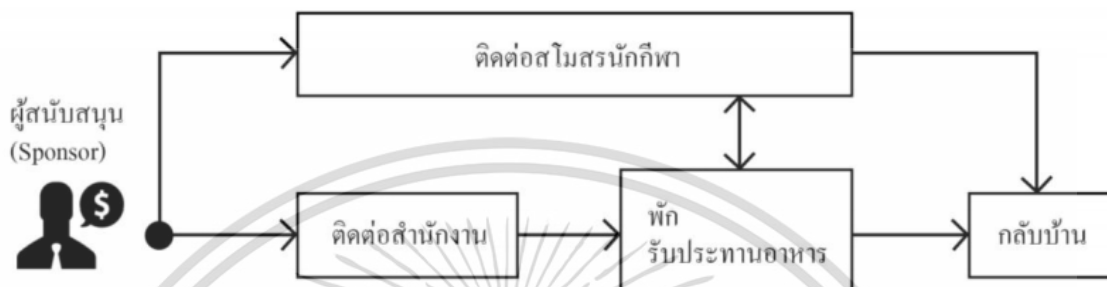 ติดต่อสโมสรนักกีฬา
ผู้สนับสนุน
(Sponsor)
$
ติดต่อสำนักงาน
พัก
รับประทานอาหาร
กลับบ้าน